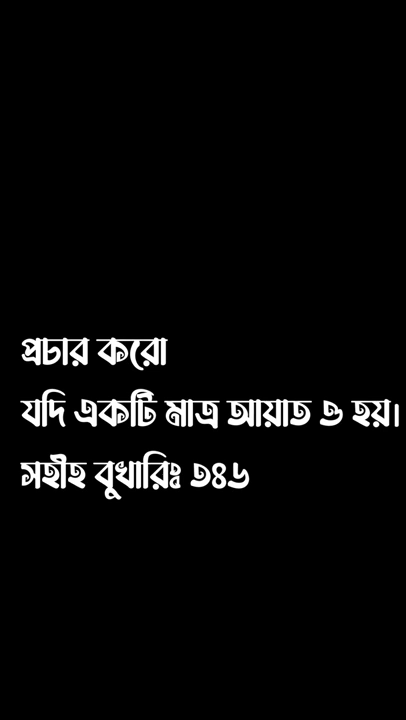 প্রচার করো
যদি একটি মাত্র আয়াত ও হয়।
সহীহ বুখারিঃ ৩৪৬